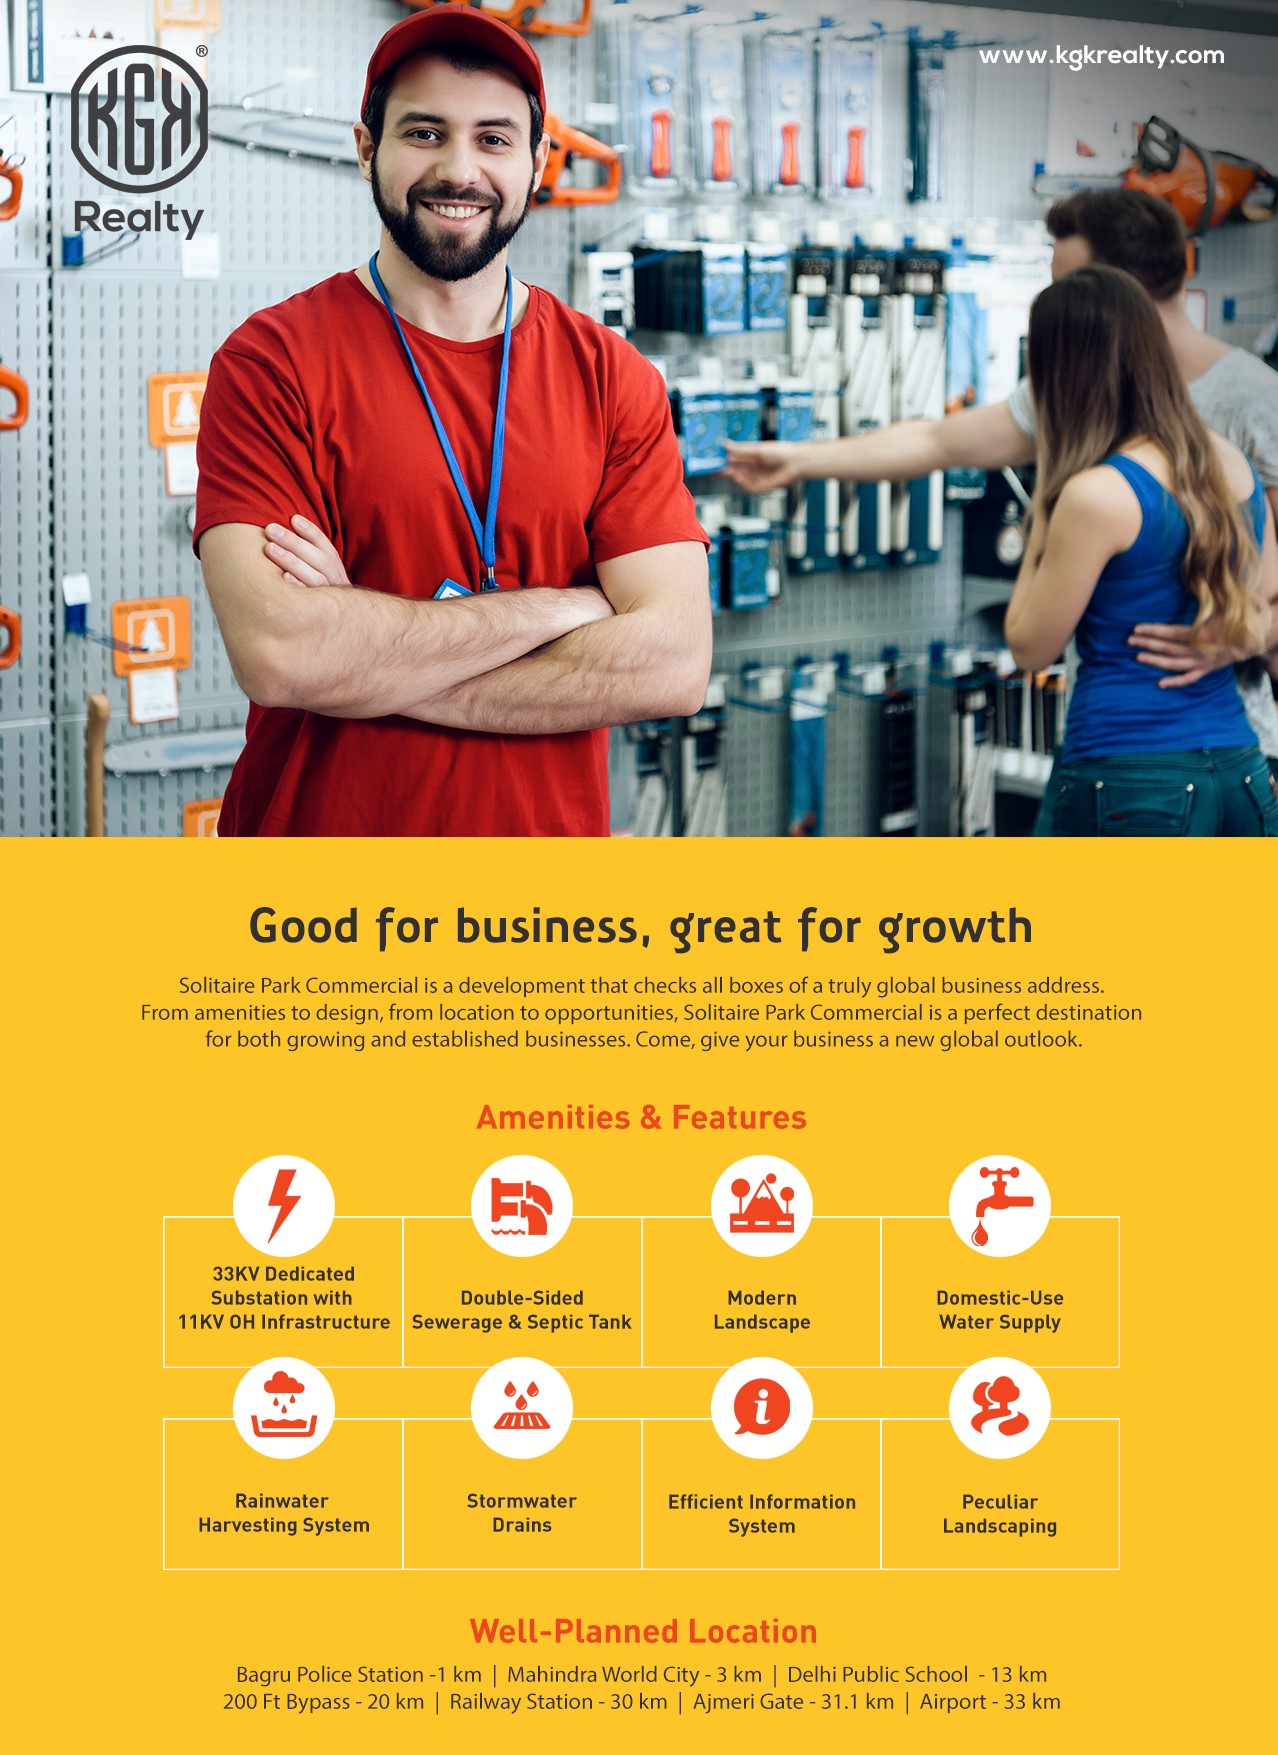 KGK
®
Realty
www.kgkrealty.com
Good for business, great for growth
Solitaire Park Commercial is a development that checks all boxes of a truly global business address.
From amenities to design, from location to opportunities, Solitaire Park Commercial is a perfect destination
for both growing and established businesses. Come, give your business a new global outlook.
Amenities & Features
33KV Dedicated
Substation with
11KV OH Infrastructure
Double-Sided
Sewerage & Septic Tank
Modern
Landscape
Domestic-Use
Water Supply
Rainwater
Harvesting System
Stormwater
Drains
i
Efficient Information
System
Peculiar
Landscaping
Well-Planned Location
Bagru Police Station -1 km | Mahindra World City - 3 km | Delhi Public School - 13 km
200 Ft Bypass - 20 km | Railway Station - 30 km | Ajmeri Gate - 31.1 km | Airport - 33 km